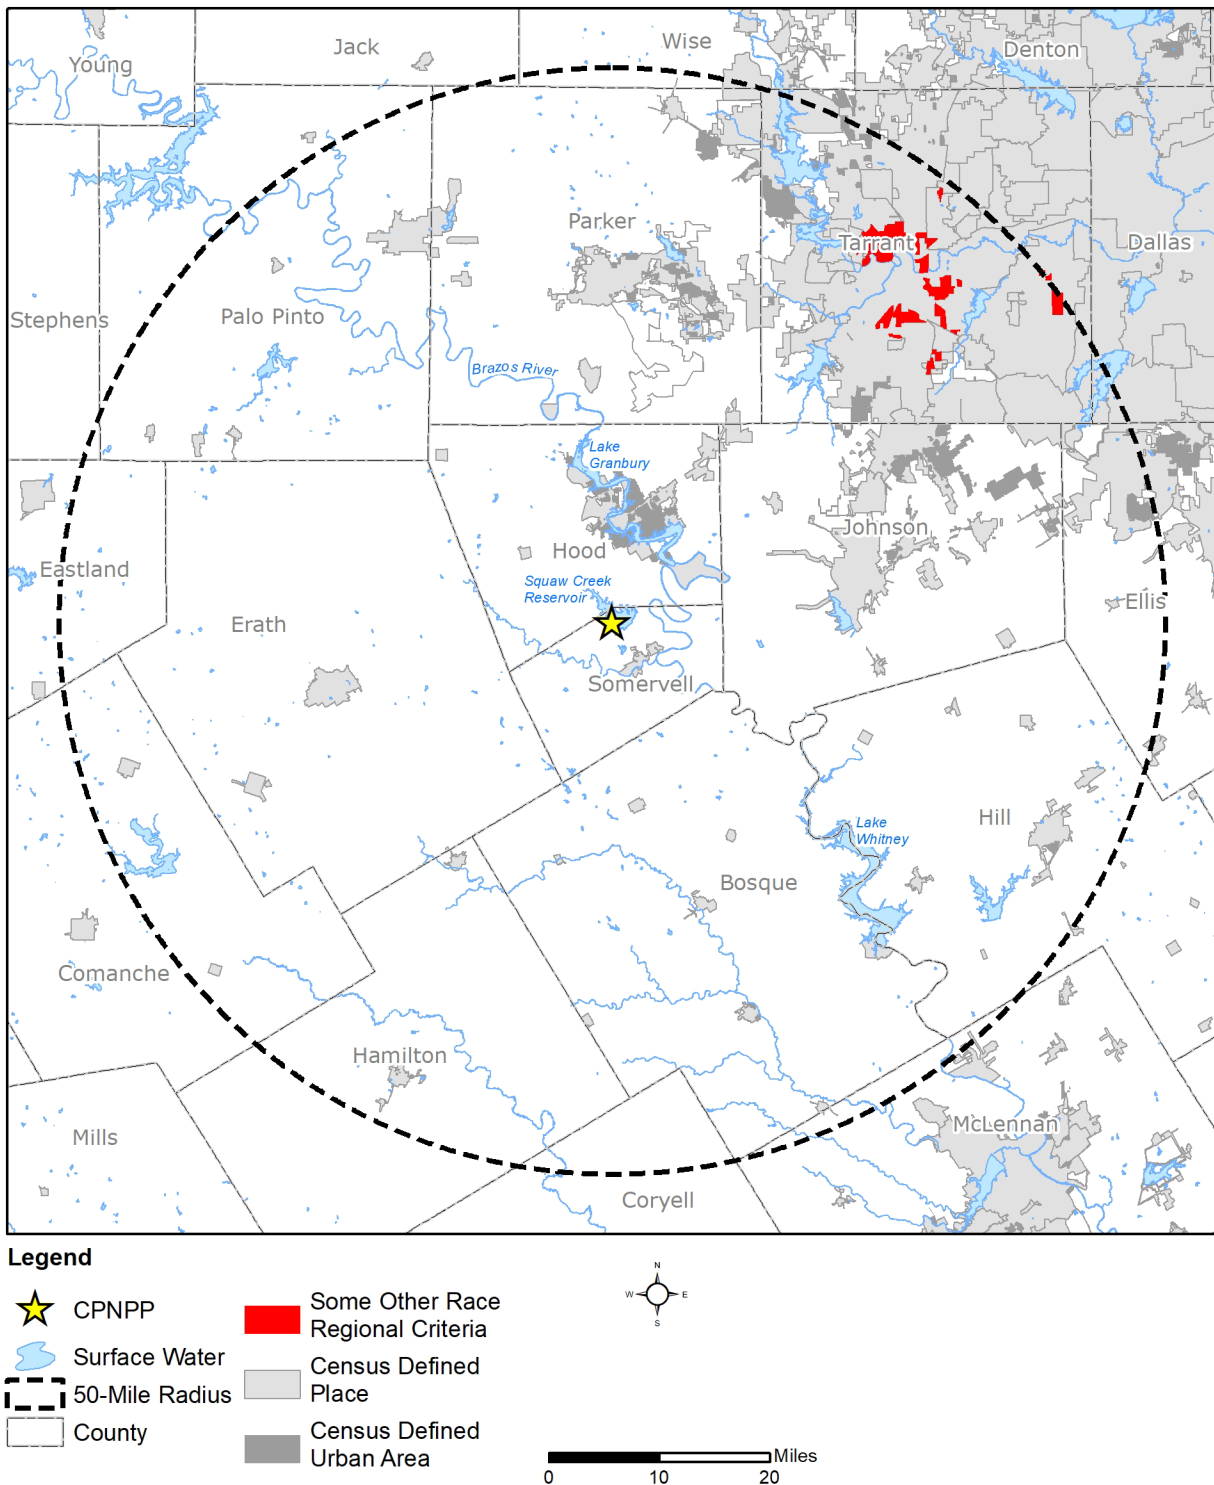 Jack
Wise
Denton
Young
Parker
Tarrant
Dallas
Stephens
Palo Pinto
Brazos River
Lake
Granbury
Johnson
Hood
Eastland
Squaw Creek
Reservoir
Ellis
Erath
Somervell
Hill
Lake
Whitney
Bosque
Comanche
Hamilton
McLennan
Mills
Coryell
Legend
CPNPP
Surface Water
50-Mile Radius
County
Some Other Race
Regional Criteria
Census Defined
Place
Census Defined
Urban Area
N
W E
S
Miles
0 10 20